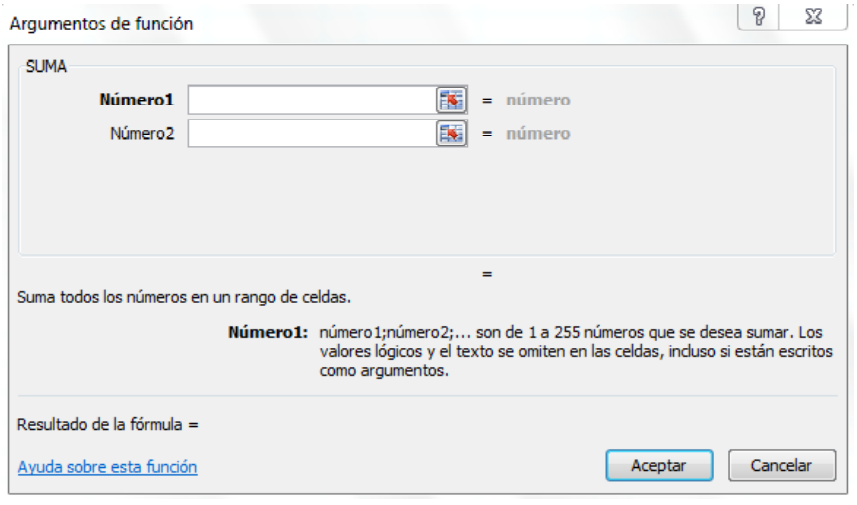 Argumentos de función
SUMA
Número1 = número
Número2 = número
=
Suma todos los números en un rango de celdas.
Número1: número1;número2;... son de 1 a 255 números que se desea sumar. Los
valores lógicos y el texto se omiten en las celdas, incluso si están escritos
como argumentos.
Resultado de la fórmula =
Ayuda sobre esta función
Aceptar
Cancelar